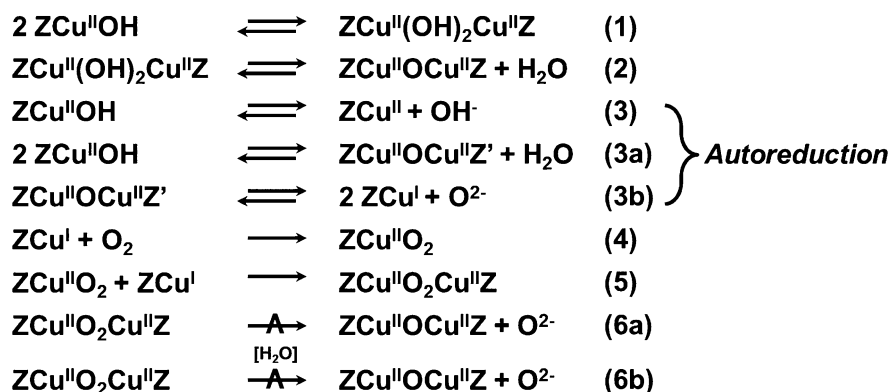 2 ZCuᴵᴵOH ⇌ ZCuᴵᴵ(OH)₂CuᴵᴵZ (1)
ZCuᴵᴵ(OH)₂CuᴵᴵZ ⇌ ZCuᴵᴵOCuᴵᴵZ + H₂O (2)
ZCuᴵᴵOH ⇌ ZCuᴵᴵ + OH⁻ (3)
2 ZCuᴵᴵOH ⇌ ZCuᴵᴵOCuᴵᴵZ’ + H₂O (3a) Autoreduction
ZCuᴵᴵOCuᴵᴵZ’ ⇌ 2 ZCuᴵ + O²⁻ (3b)
ZCuᴵ + O₂ → ZCuᴵᴵO₂ (4)
ZCuᴵᴵO₂ + ZCuᴵ → ZCuᴵᴵO₂CuᴵᴵZ (5)
ZCuᴵᴵO₂CuᴵᴵZ A→ ZCuᴵᴵOCuᴵᴵZ + O²⁻ (6a)
[H₂O]
ZCuᴵᴵO₂CuᴵᴵZ A→ ZCuᴵᴵOCuᴵᴵZ + O²⁻ (6b)